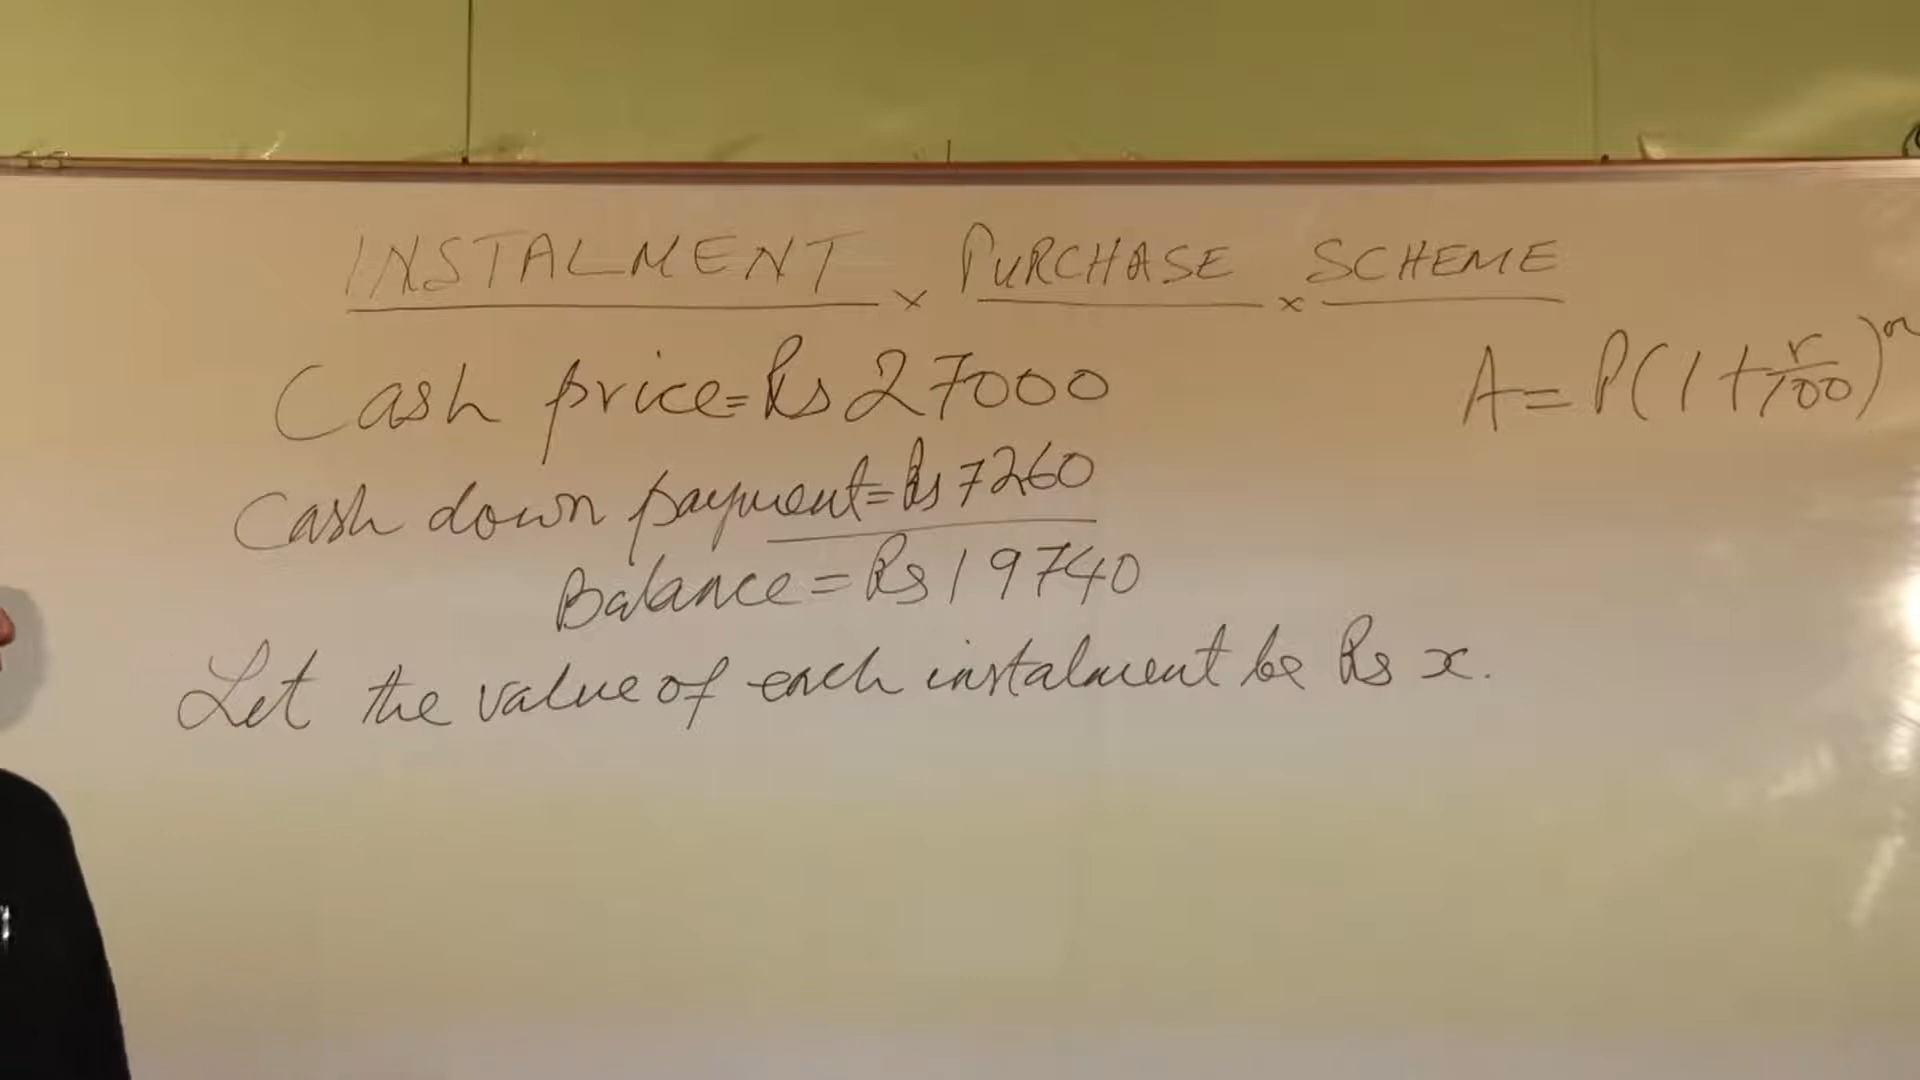 INSTALMENT x PURCHASE x SCHEME
Cash price = Rs 27000
A = P(1 + r/100)^n
Cash down payment = Rs 7260
Balance = Rs 19740
Let the value of each instalment be Rs x.